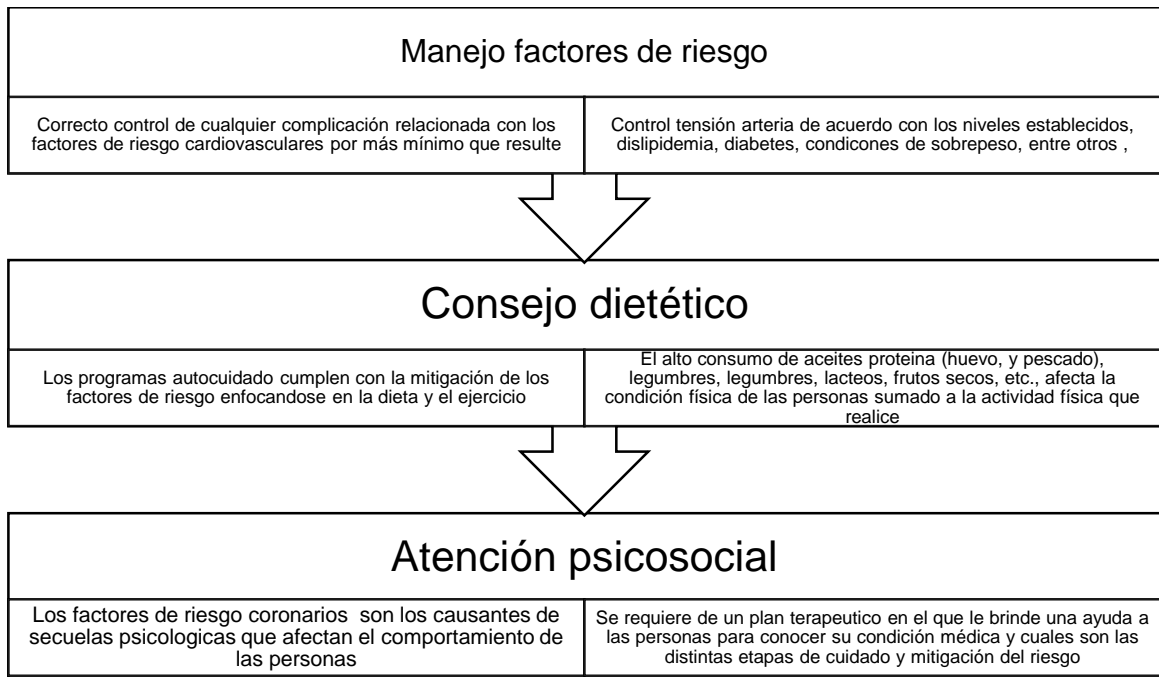 Manejo factores de riesgo
Correcto control de cualquier complicación relacionada con los
factores de riesgo cardiovasculares por más mínimo que resulte
Control tensión arteria de acuerdo con los niveles establecidos,
dislipidemia, diabetes, condicones de sobrepeso, entre otros ,
Consejo dietético
Los programas autocuidado cumplen con la mitigación de los
factores de riesgo enfocandose en la dieta y el ejercicio
El alto consumo de aceites proteina (huevo, y pescado),
legumbres, legumbres, lacteos, frutos secos, etc., afecta la
condición física de las personas sumado a la actividad física que
realice
Atención psicosocial
Los factores de riesgo coronarios son los causantes de
secuelas psicologicas que afectan el comportamiento de
las personas
Se requiere de un plan terapeutico en el que le brinde una ayuda a
las personas para conocer su condición médica y cuales son las
distintas etapas de cuidado y mitigación del riesgo